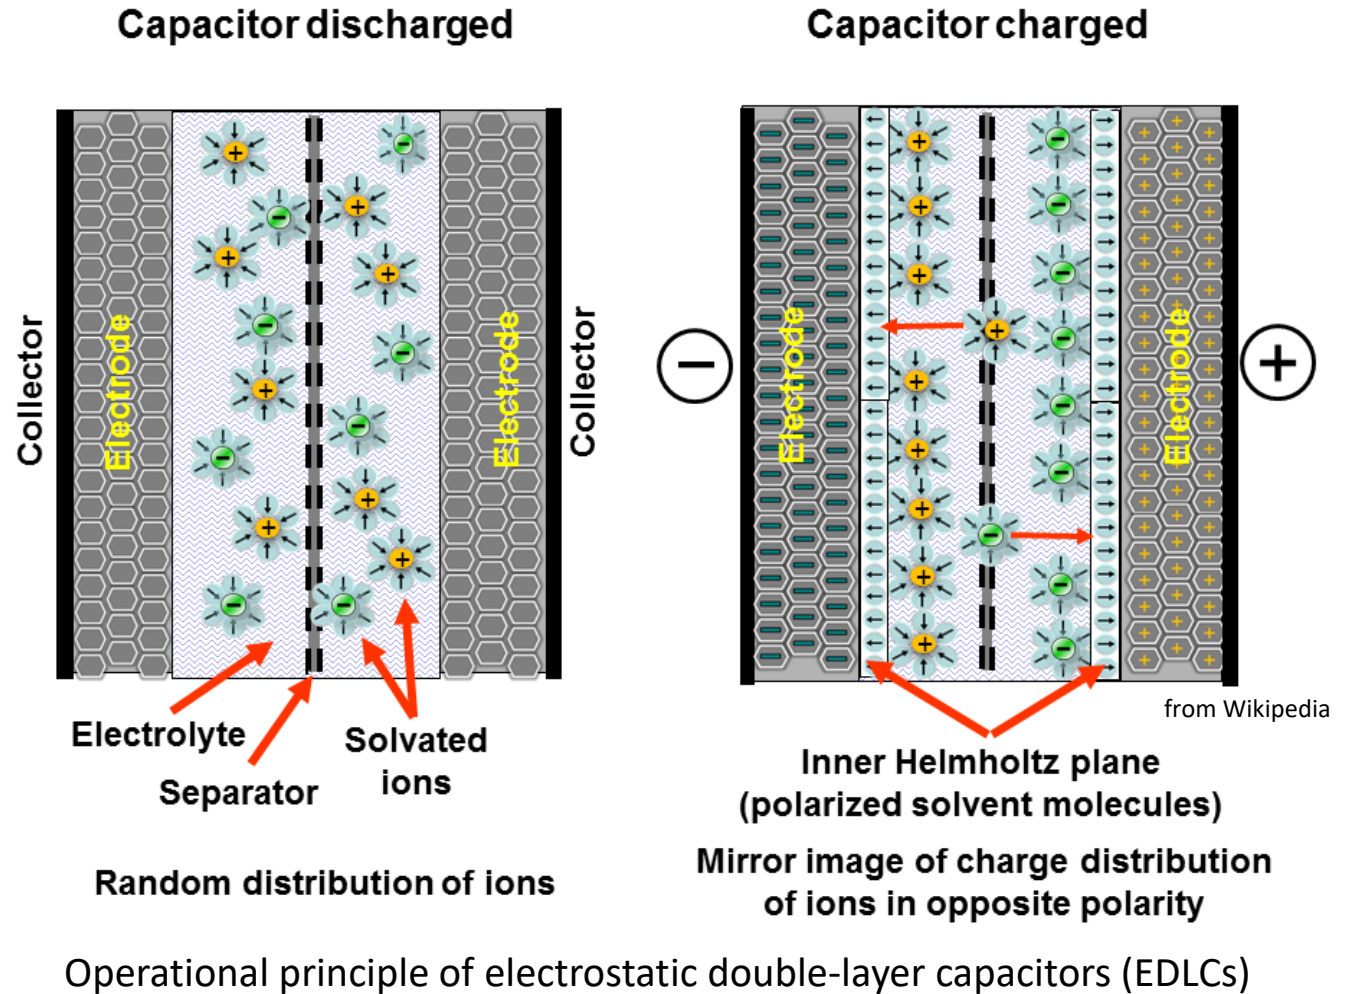 Capacitor discharged
Capacitor charged
Collector
Electrode
Electrode
Collector
−
Electrode
Electrode
+
Electrolyte
Separator
Solvated
ions
from Wikipedia
Inner Helmholtz plane
(polarized solvent molecules)
Random distribution of ions
Mirror image of charge distribution
of ions in opposite polarity
Operational principle of electrostatic double-layer capacitors (EDLCs)